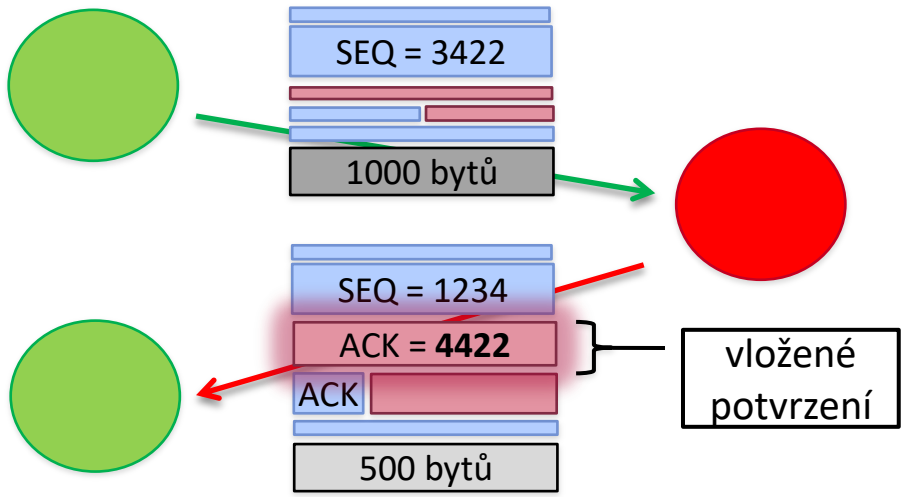 SEQ = 3422
1000 bytů
SEQ = 1234
ACK = 4422
ACK
500 bytů
vložené
potvrzení